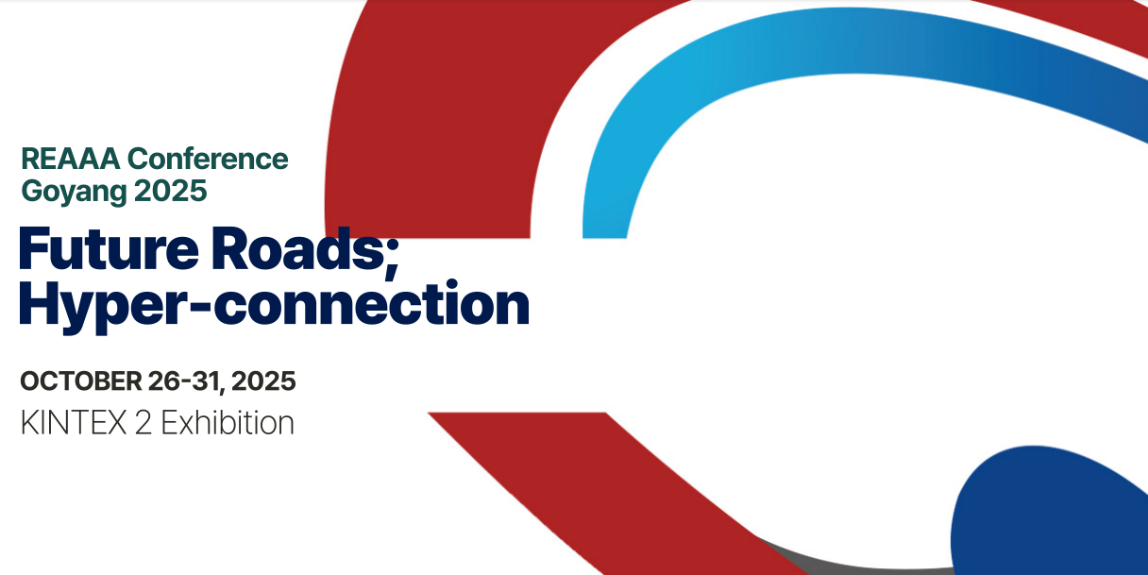 REAAA Conference
Goyang 2025
Future Roads;
Hyper-connection
OCTOBER 26-31, 2025
KINTEX 2 Exhibition